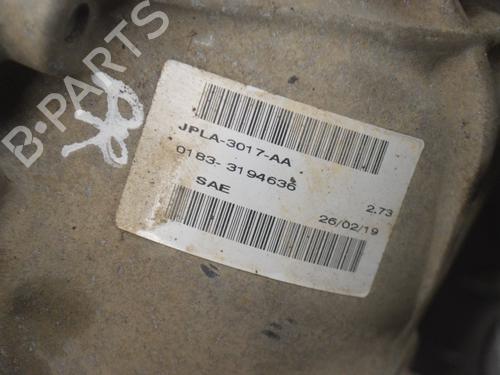 B-PARTS
JPLA-3017-AA
0183- 3194636
SAE
2.73
26/02/19